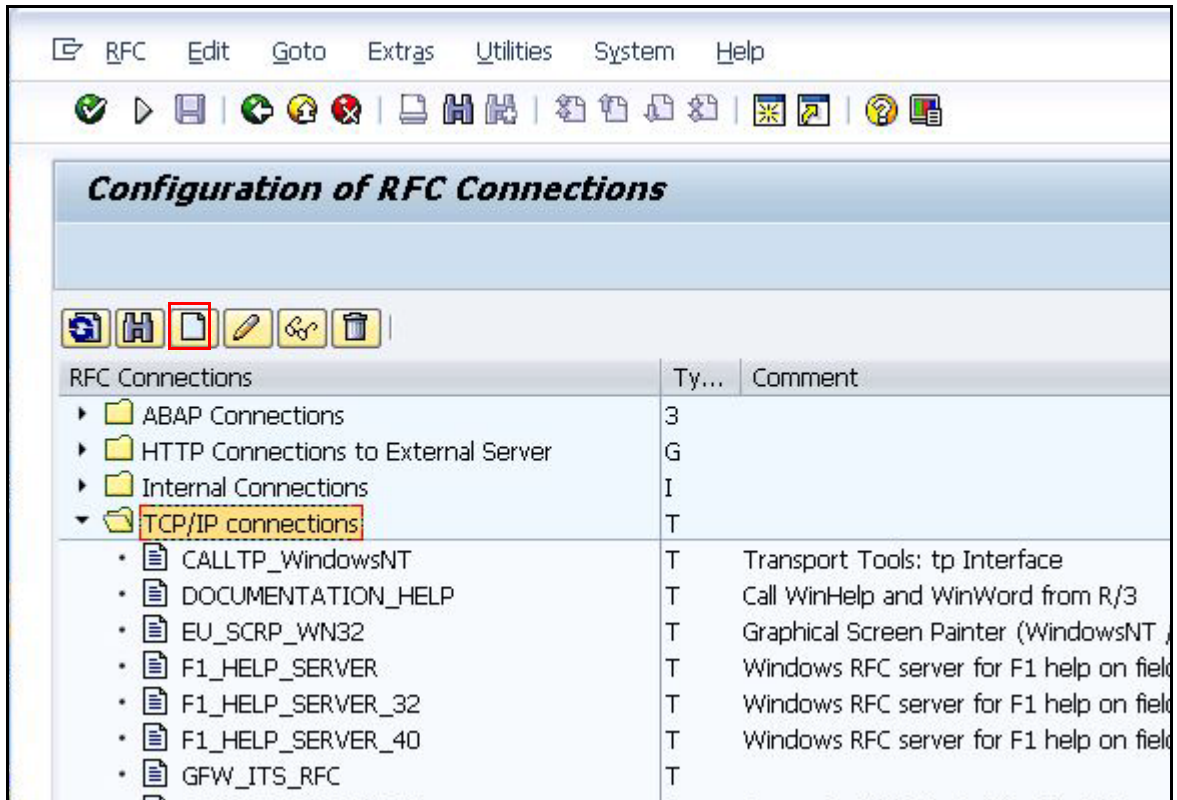 RFC Edit Goto Extras Utilities System Help
Configuration of RFC Connections
RFC Connections Ty... Comment
ABAP Connections 3
HTTP Connections to External Server G
Internal Connections I
TCP/IP connections T
CALLTP_WindowsNT T Transport Tools: tp Interface
DOCUMENTATION_HELP T Call WinHelp and WinWord from R/3
EU_SCRP_WN32 T Graphical Screen Painter (WindowsNT /
F1_HELP_SERVER T Windows RFC server for F1 help on field
F1_HELP_SERVER_32 T Windows RFC server for F1 help on field
F1_HELP_SERVER_40 T Windows RFC server for F1 help on field
GFW_ITS_RFC T